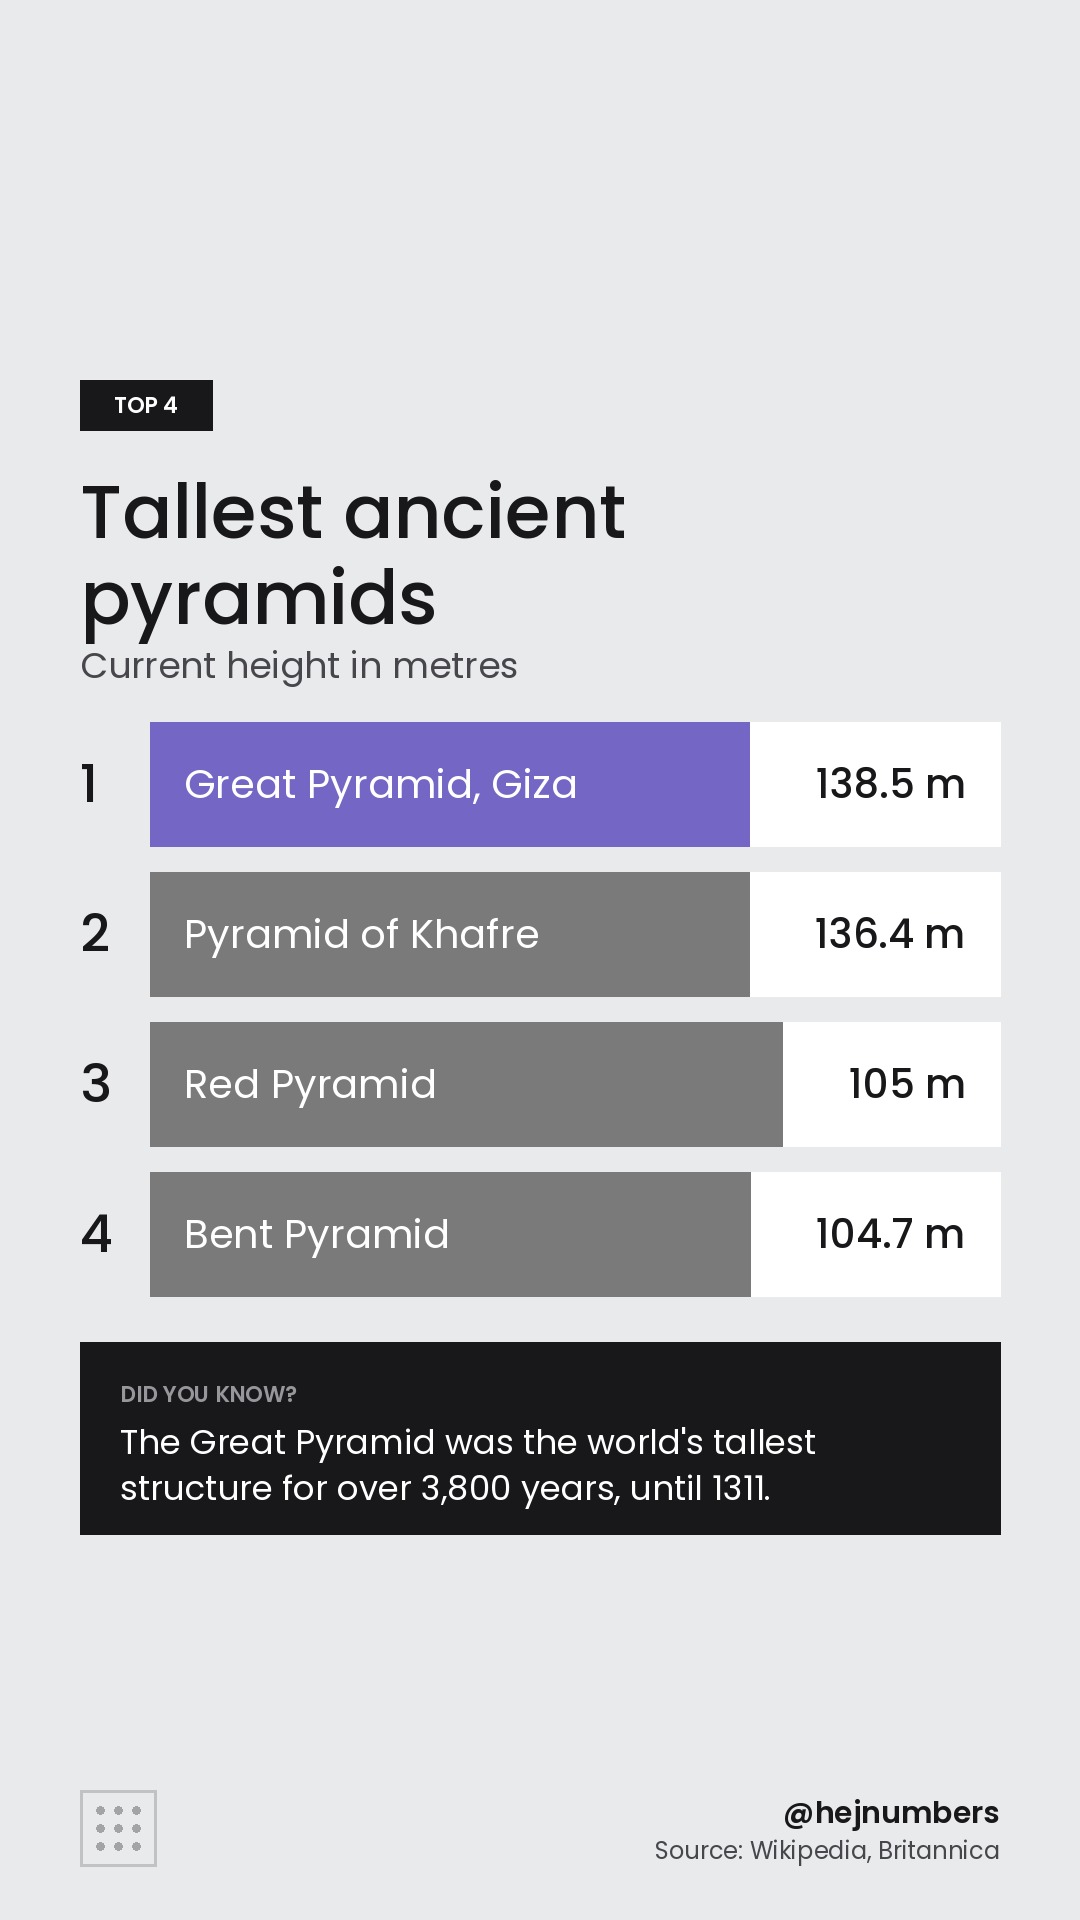 TOP 4
Tallest ancient
pyramids
Current height in metres
1 Great Pyramid, Giza 138.5 m
2 Pyramid of Khafre 136.4 m
3 Red Pyramid 105 m
4 Bent Pyramid 104.7 m
DID YOU KNOW?
The Great Pyramid was the world's tallest
structure for over 3,800 years, until 1311.
@hejnumbers
Source: Wikipedia, Britannica